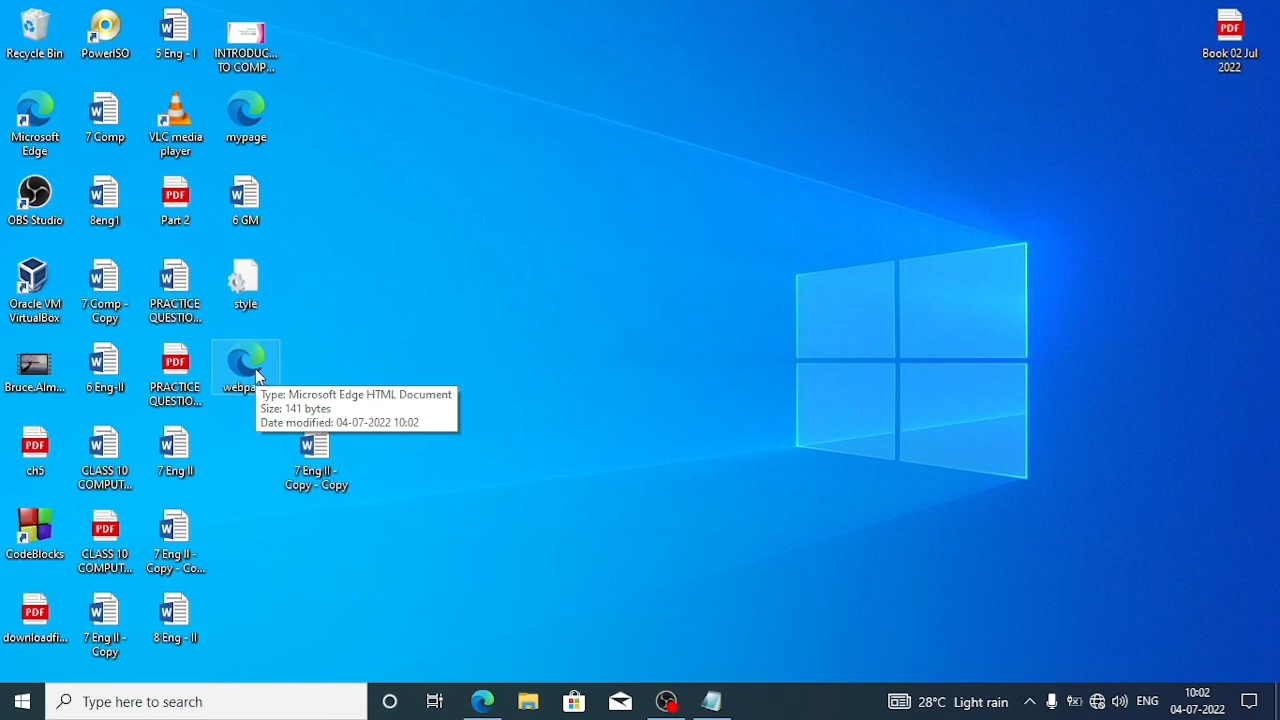 Recycle Bin
PowerISO
5 Eng - I
INTRODUC...
TO COMP...
Book 02 Jul
2022
Microsoft
Edge
7 Comp
VLC media
player
mypage
OBS Studio
8eng1
Part 2
6 GM
Oracle VM
VirtualBox
7 Comp -
Copy
PRACTICE
QUESTIO...
style
Bruce.Alm...
6 Eng-II
PRACTICE
QUESTIO...
Type: Microsoft Edge HTML Document
Size: 141 bytes
Date modified: 04-07-2022 10:02
ch5
CLASS 10
COMPUT...
7 Eng II
7 Eng II -
Copy - Copy
CodeBlocks
CLASS 10
COMPUT...
7 Eng II -
Copy - Co...
downloadfi...
7 Eng II -
Copy
8 Eng - II
Type here to search
28°C Light rain
ENG
10:02
04-07-2022
PDF
PDF
PDF
PDF
PDF
PDF